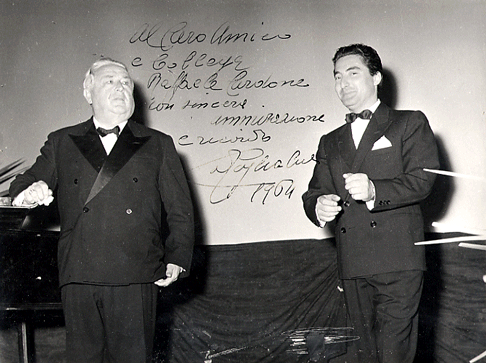 Al Caro Amico
e Collega
Raffaele Cardone
con sincera
ammirazione
e ricordo
1964